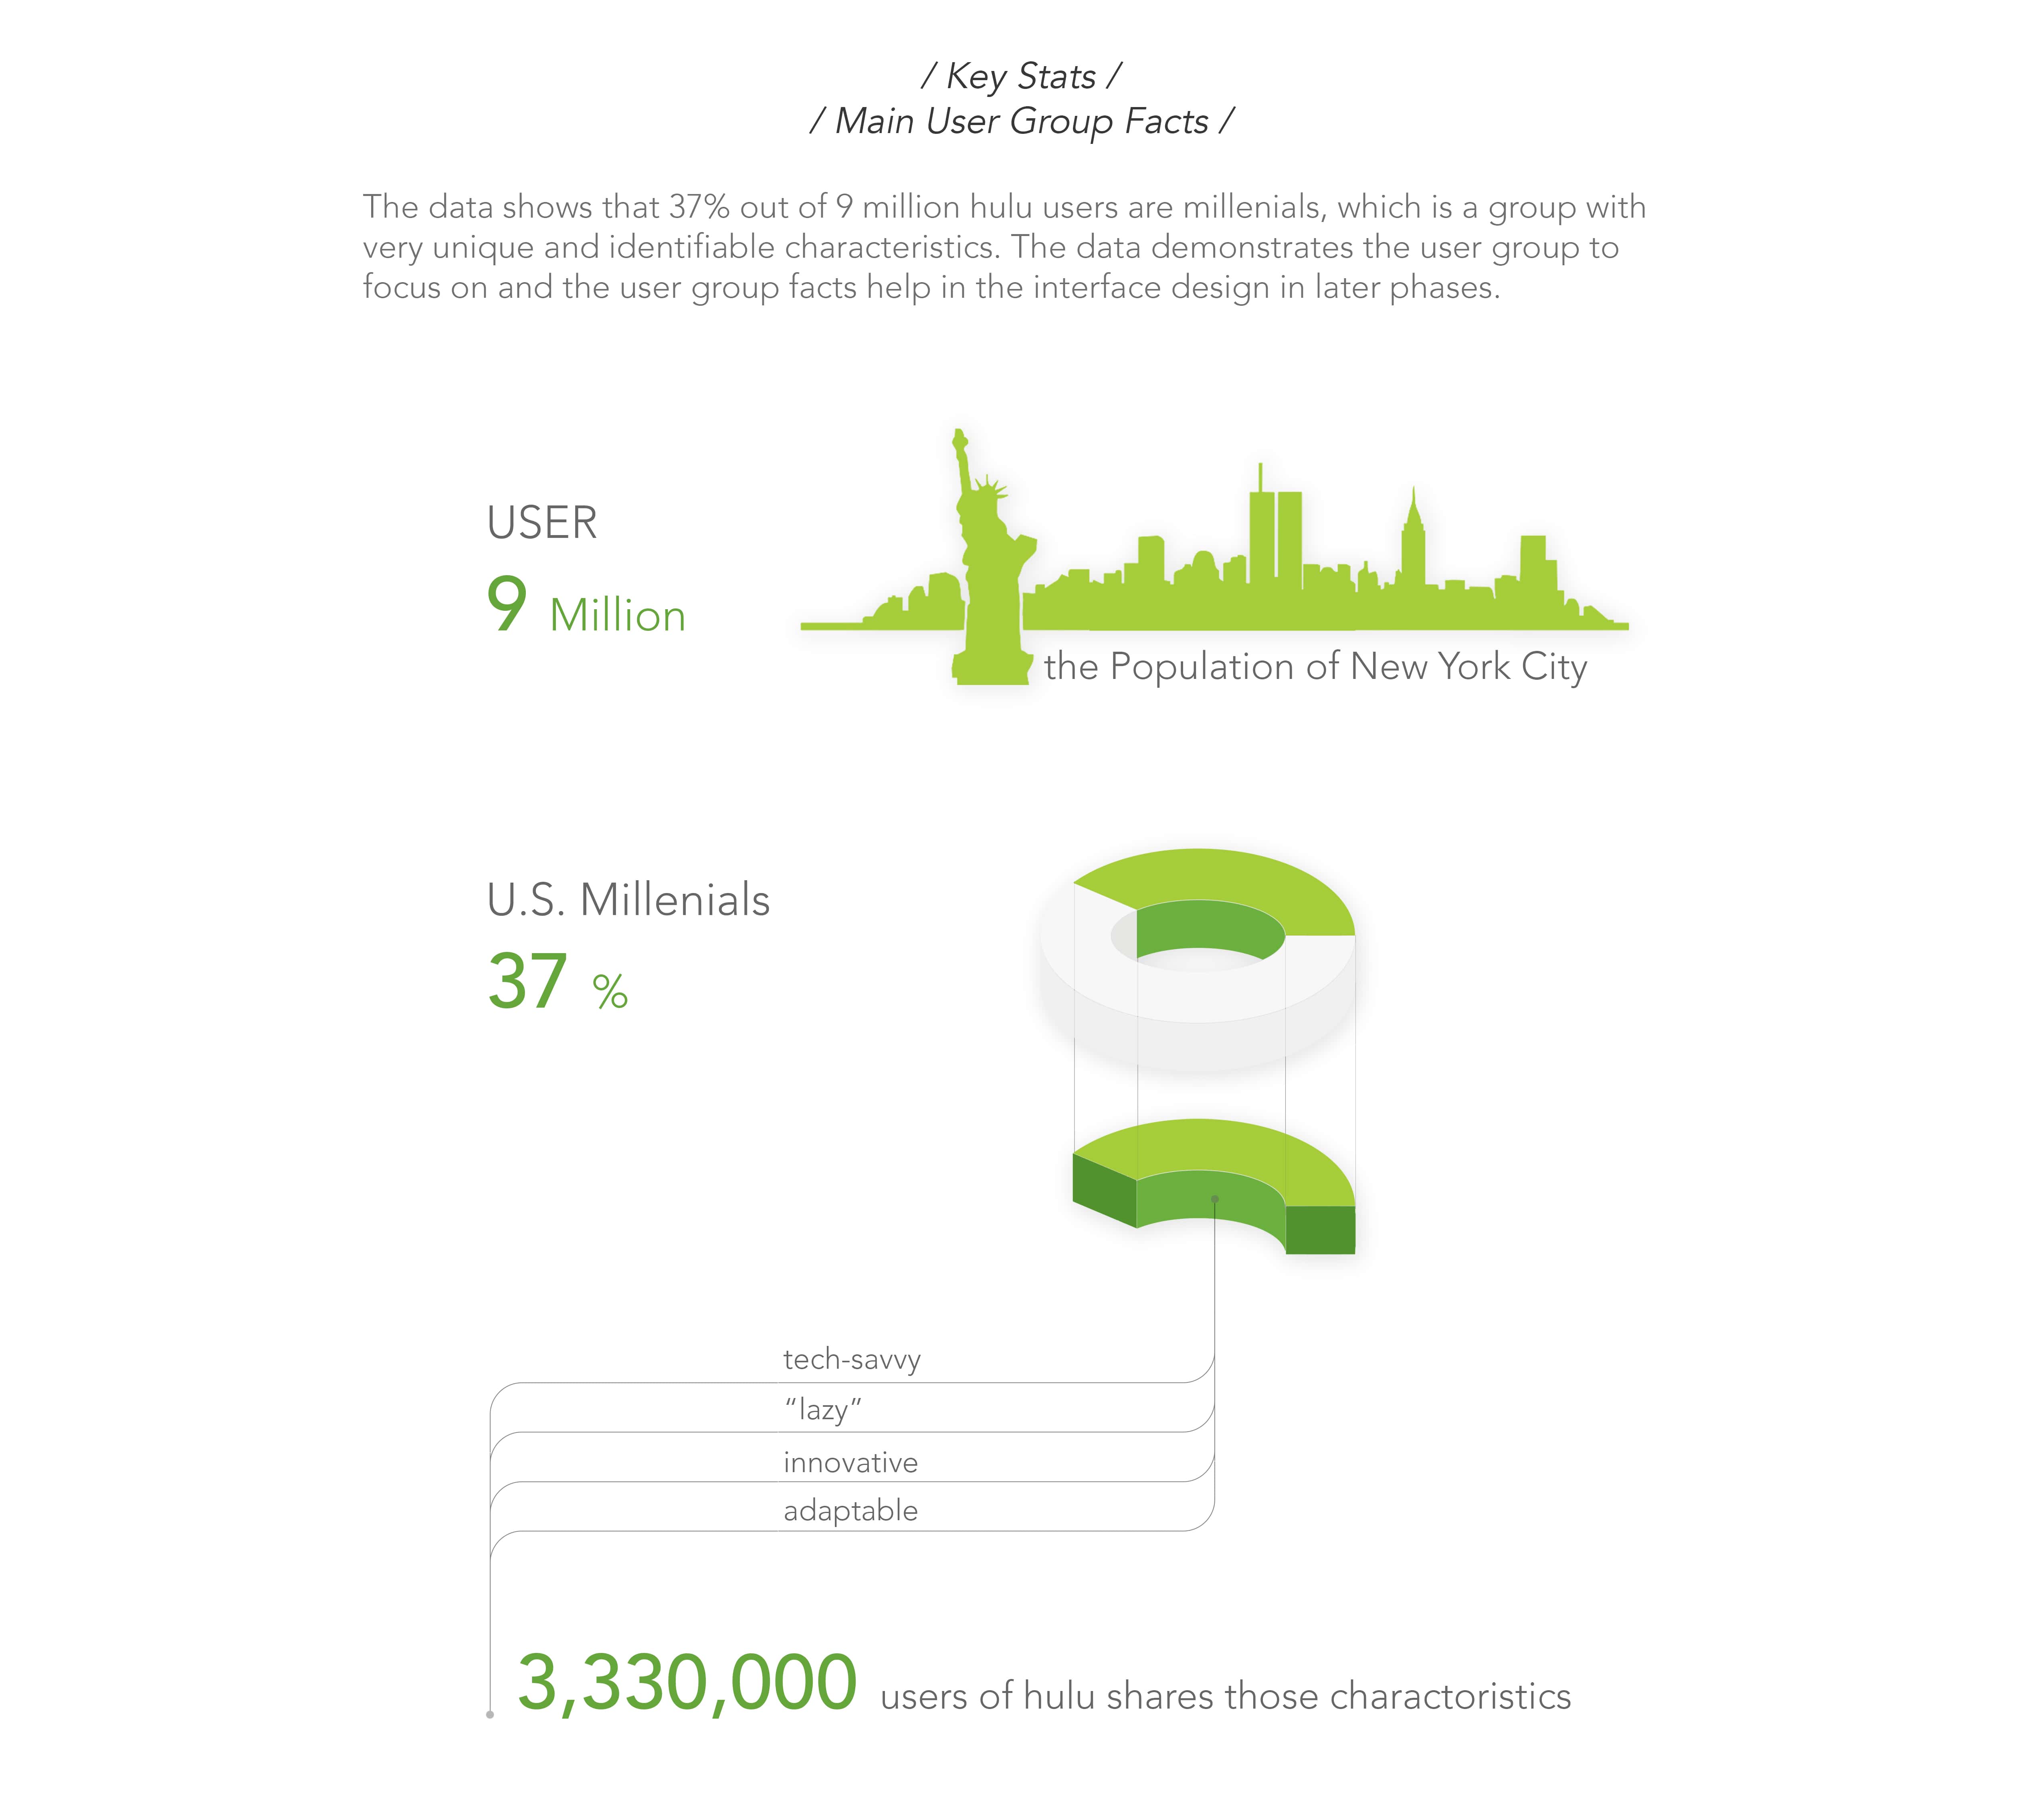 / Key Stats /
/ Main User Group Facts /
The data shows that 37% out of 9 million hulu users are millenials, which is a group with
very unique and identifiable characteristics. The data demonstrates the user group to
focus on and the user group facts help in the interface design in later phases.
USER
9 Million
the Population of New York City
U.S. Millenials
37 %
tech-savvy
“lazy”
innovative
adaptable
3,330,000 users of hulu shares those charactoristics